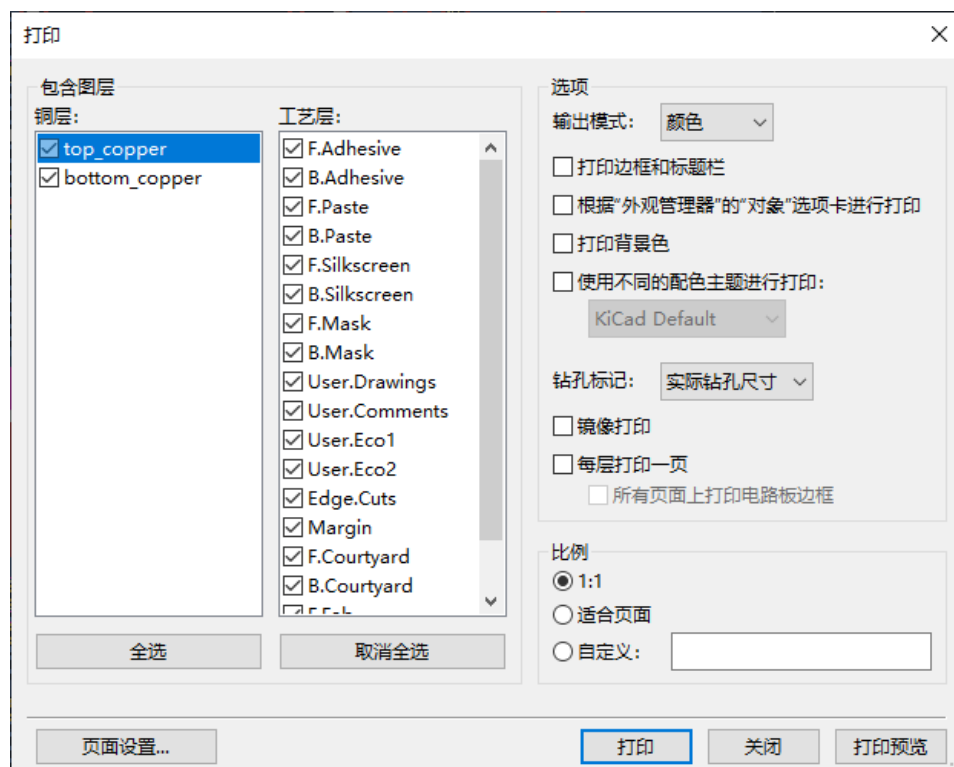 打印
包含图层
铜层:
top_copper
bottom_copper
全选
工艺层:
F.Adhesive
B.Adhesive
F.Paste
B.Paste
F.Silkscreen
B.Silkscreen
F.Mask
B.Mask
User.Drawings
User.Comments
User.Eco1
User.Eco2
Edge.Cuts
Margin
F.Courtyard
B.Courtyard
F.Fab
取消全选
选项
输出模式: 颜色
打印边框和标题栏
根据“外观管理器”的“对象”选项卡进行打印
打印背景色
使用不同的配色主题进行打印:
KiCad Default
钻孔标记: 实际钻孔尺寸
镜像打印
每层打印一页
所有页面上打印电路板边框
比例
1:1
适合页面
自定义:
页面设置...
打印
关闭
打印预览